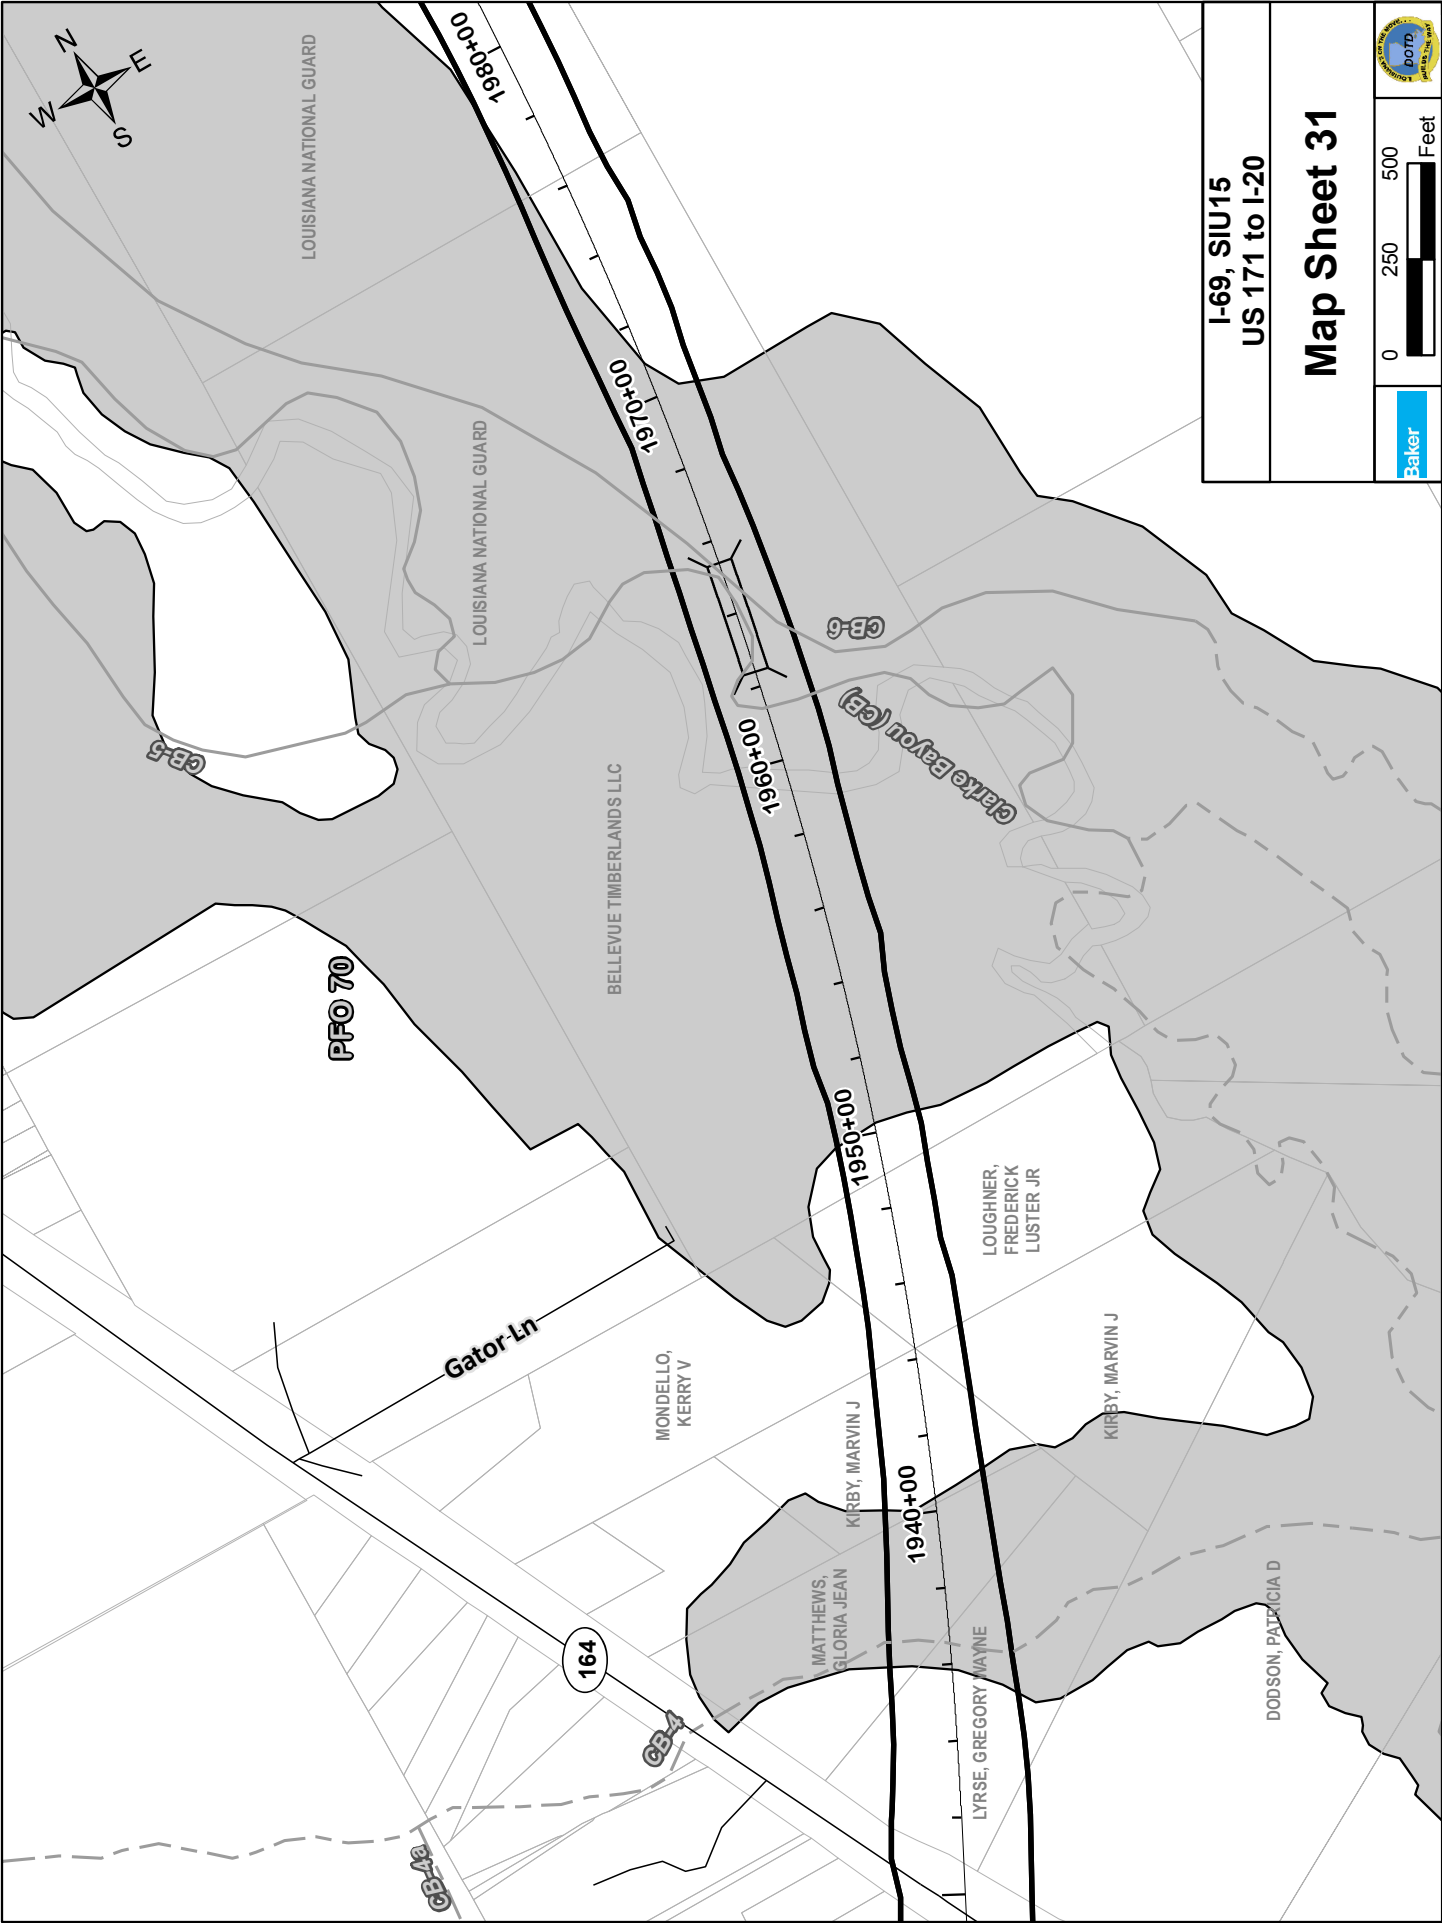 N
E
W
S
LOUISIANA NATIONAL GUARD
1980+00
I-69, SIU15
US 171 to I-20
Map Sheet 31
0 250 500
Feet
Baker
DOTD
LOUISIANA NATIONAL GUARD
1970+00
CB-6
Clarke Bayou (CB)
1960+00
CB-5
BELLEVUE TIMBERLANDS LLC
PFO 70
1950+00
LOUGHNER,
FREDERICK
LUSTER JR
Gator Ln
MONDELLO,
KERRY V
KIRBY, MARVIN J
KIRBY, MARVIN J
1940+00
MATTHEWS,
GLORIA JEAN
LYRSE, GREGORY WAYNE
DODSON, PATRICIA D
164
CB-4
CB-4a